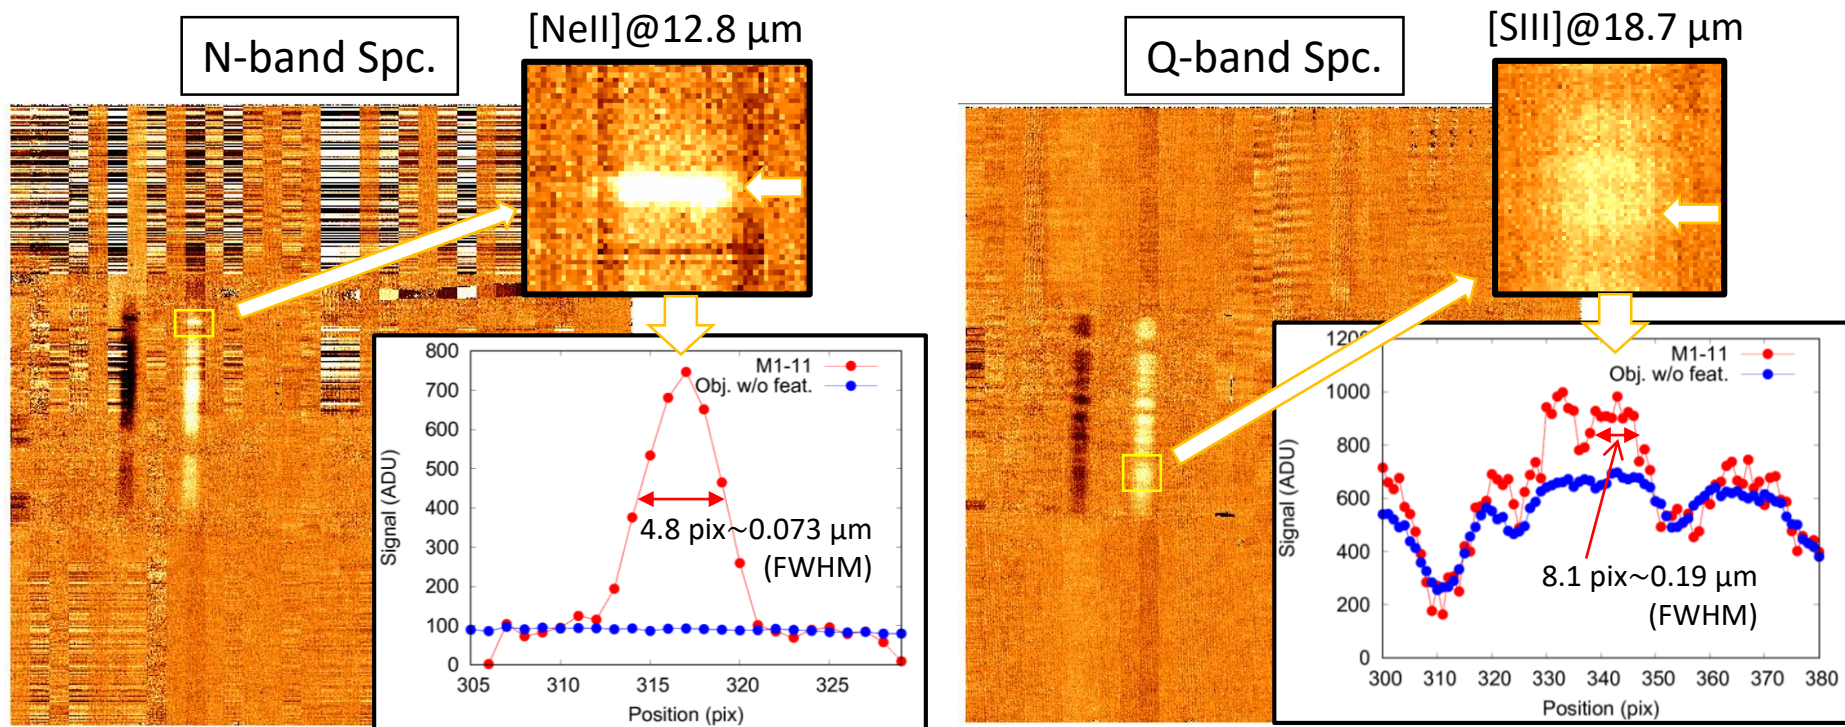 N-band Spc.
[NeII]@12.8 µm
800
700
600
500
400
300
200
100
0
Signal (ADU)
M1-11
Obj. w/o feat.
4.8 pix~0.073 µm
(FWHM)
305
310
315
320
325
Position (pix)
Q-band Spc.
[SIII]@18.7 µm
1200
1000
800
600
400
200
0
Signal (ADU)
M1-11
Obj. w/o feat.
8.1 pix~0.19 µm
(FWHM)
300
310
320
330
340
350
360
370
380
Position (pix)